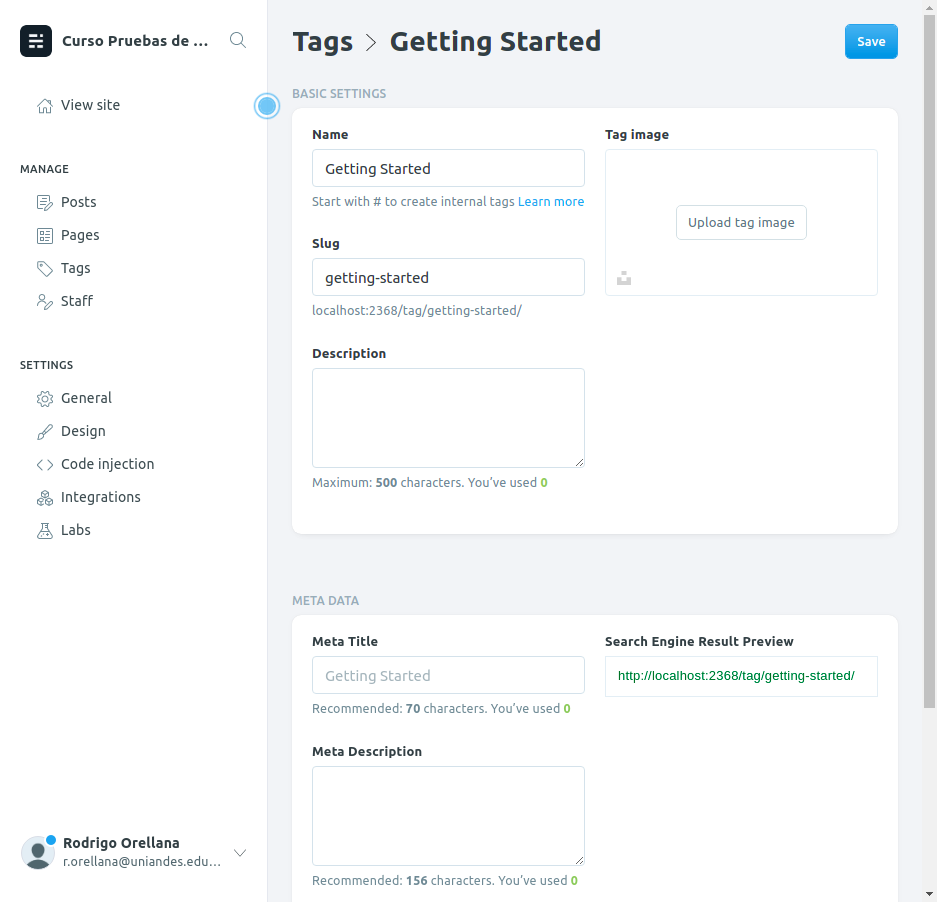 Curso Pruebas de ...
View site
MANAGE
Posts
Pages
Tags
Staff
SETTINGS
General
Design
Code injection
Integrations
Labs
Rodrigo Orellana
r.orellana@uniandes.edu...
Tags > Getting Started
Save
BASIC SETTINGS
Name
Getting Started
Start with # to create internal tags Learn more
Slug
getting-started
localhost:2368/tag/getting-started/
Description
Maximum: 500 characters. You’ve used 0
Tag image
Upload tag image
META DATA
Meta Title
Getting Started
Recommended: 70 characters. You’ve used 0
Meta Description
Recommended: 156 characters. You’ve used 0
Search Engine Result Preview
http://localhost:2368/tag/getting-started/